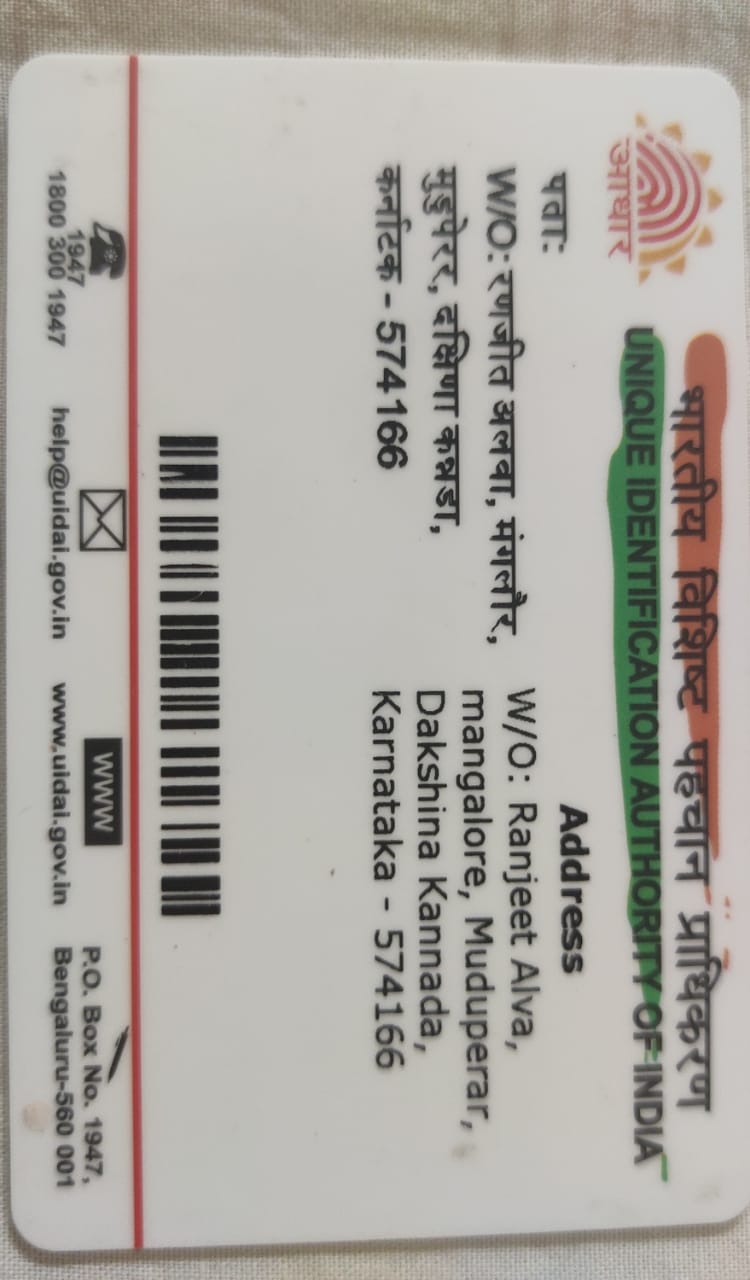 भारतीय विशिष्ट पहचान प्राधिकरण
UNIQUE IDENTIFICATION AUTHORITY OF INDIA
आधार
पता:
W/O: रणजीत अलवा, मंगलौर,
मुडुपेरर, दक्षिणा कन्नडा,
कर्नाटक - 574166
Address
W/O: Ranjeet Alva,
mangalore, Muduperar,
Dakshina Kannada,
Karnataka - 574166
1947
1800 300 1947
help@uidai.gov.in
WWW
www.uidai.gov.in
P.O. Box No. 1947,
Bengaluru-560 001